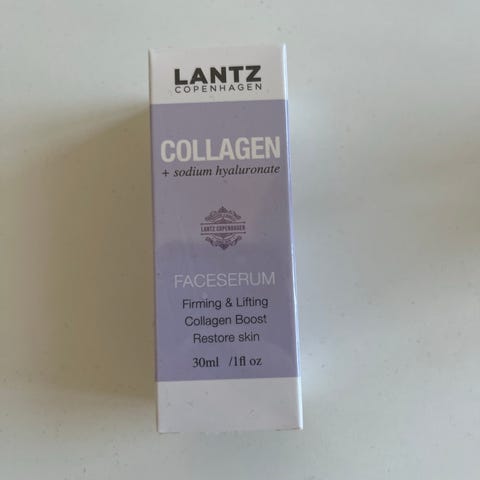 LANTZ
COPENHAGEN
COLLAGEN
+ sodium hyaluronate
LANTZ COPENHAGEN
FACESERUM
Firming & Lifting
Collagen Boost
Restore skin
30ml /1fl oz